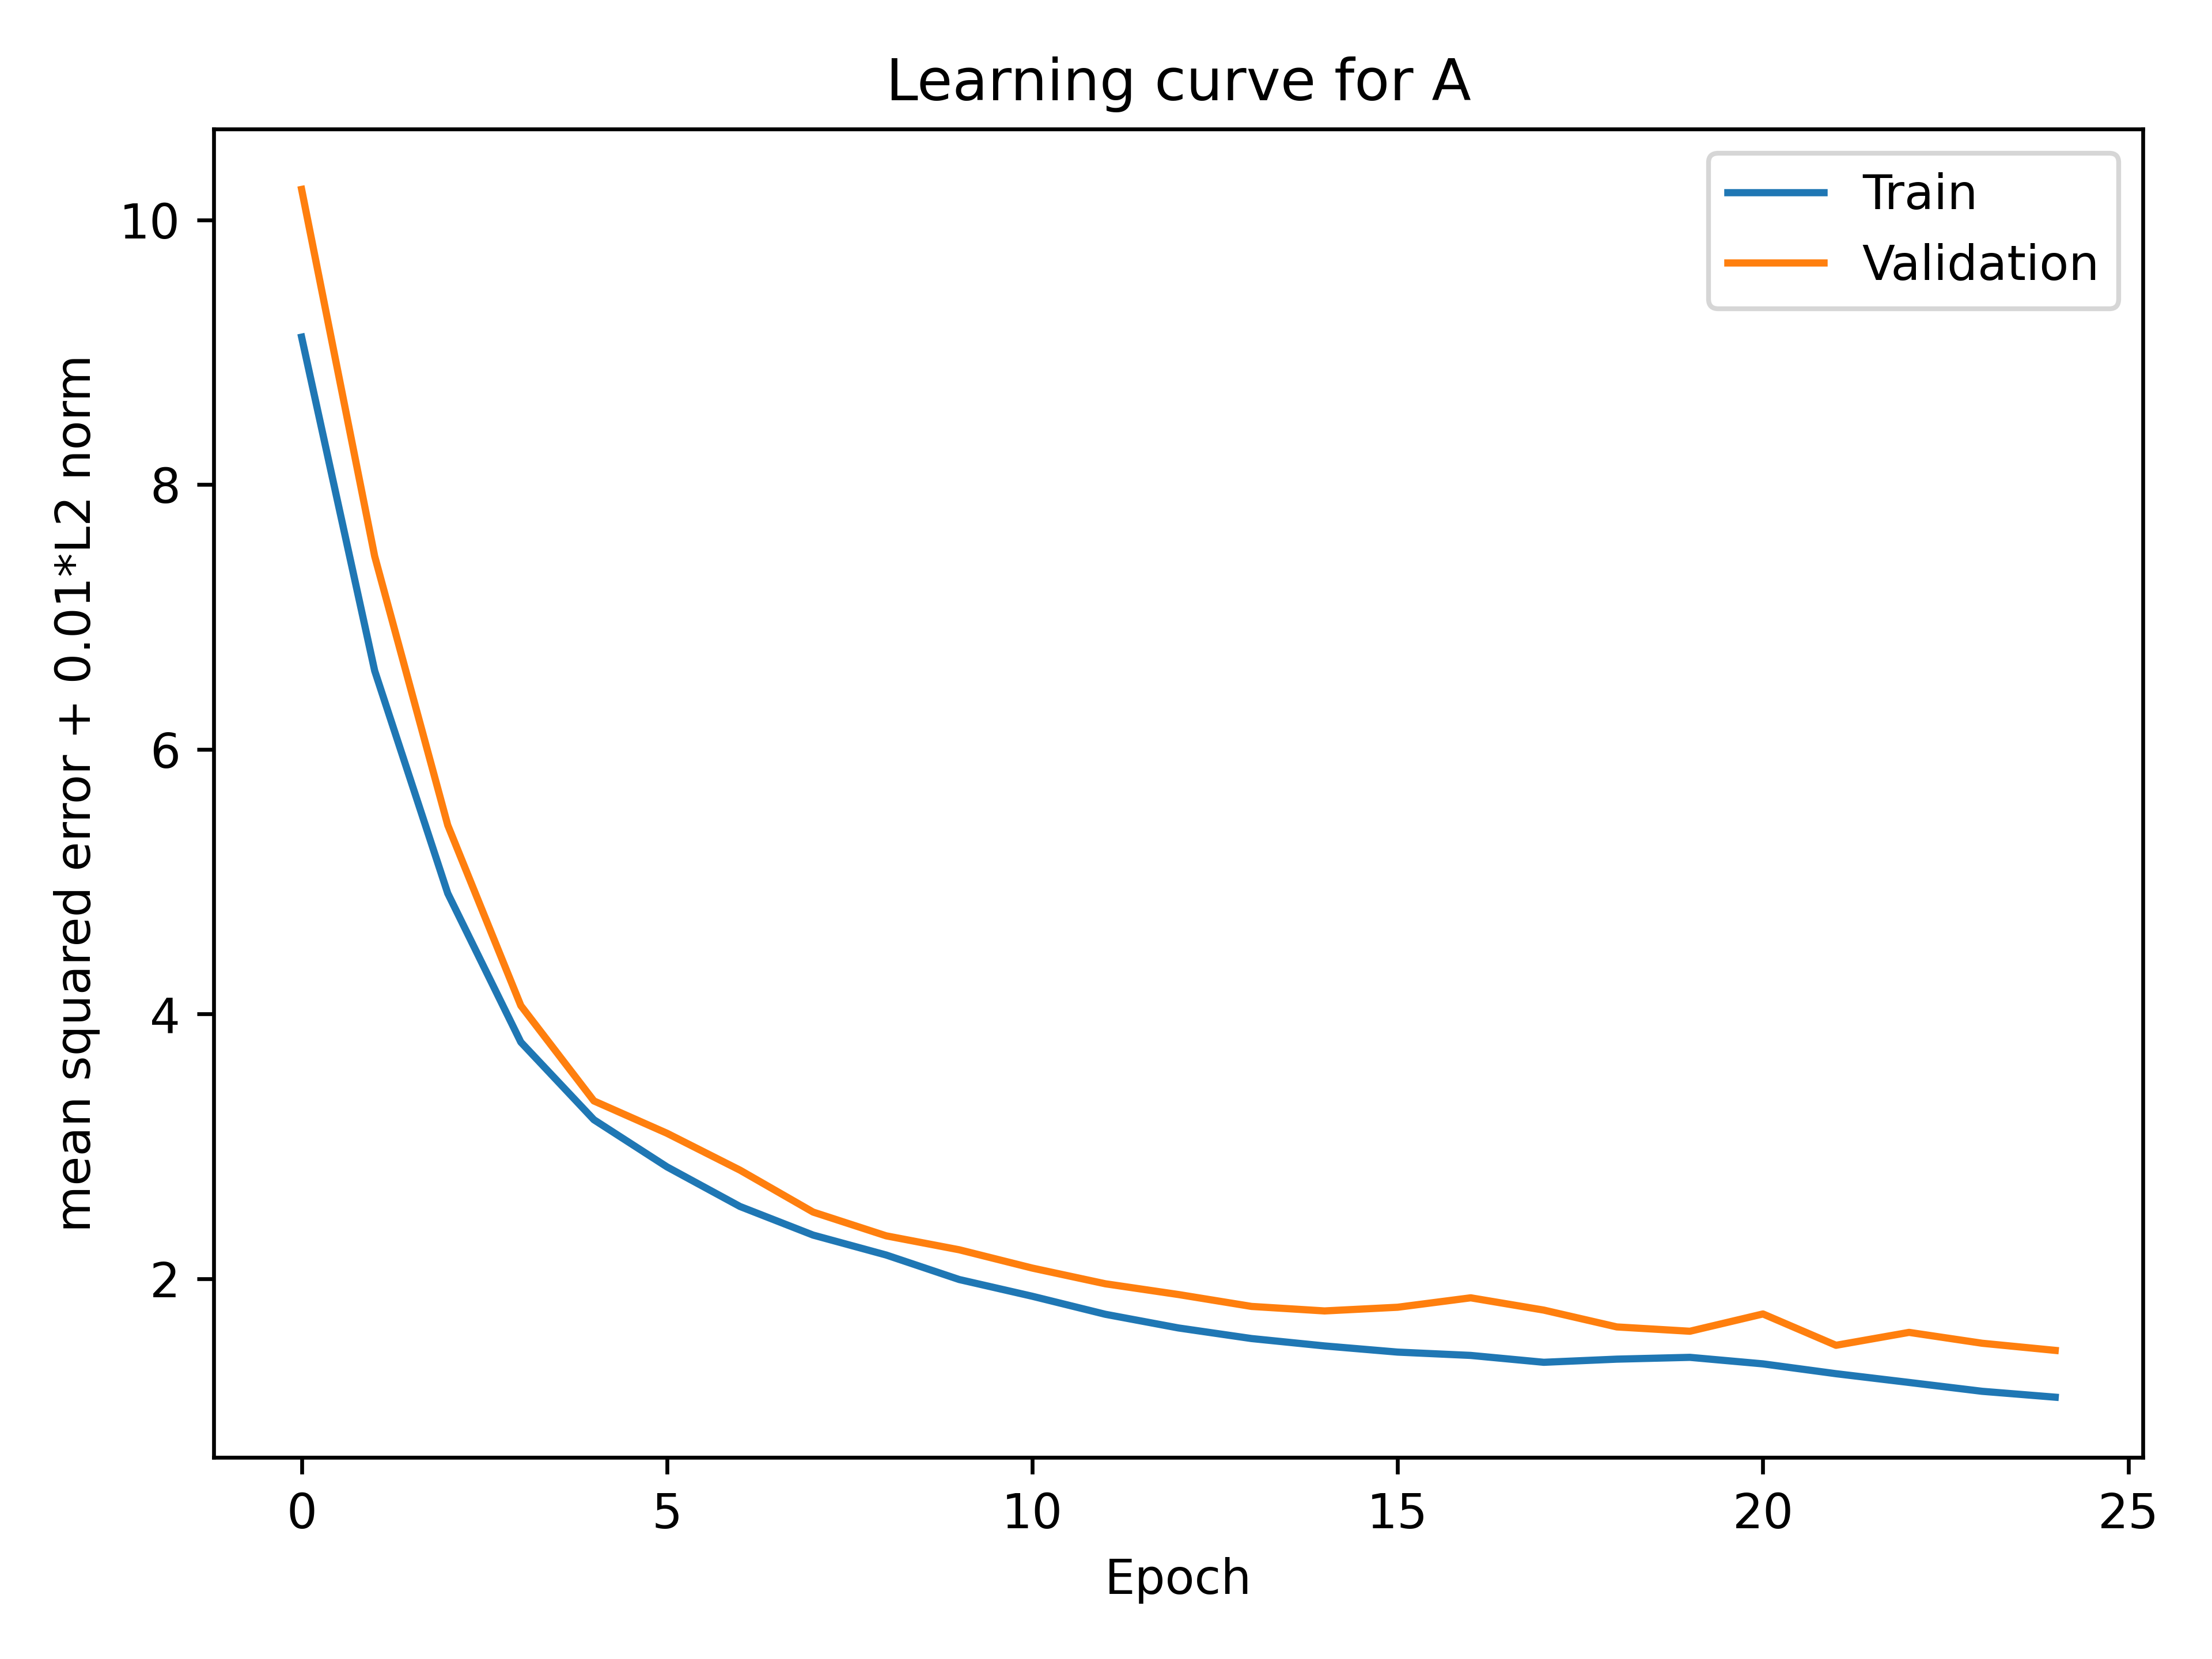 Learning curve for A
Train
Validation
mean squared error + 0.01*L2 norm
10
8
6
4
2
0
5
10
15
20
25
Epoch